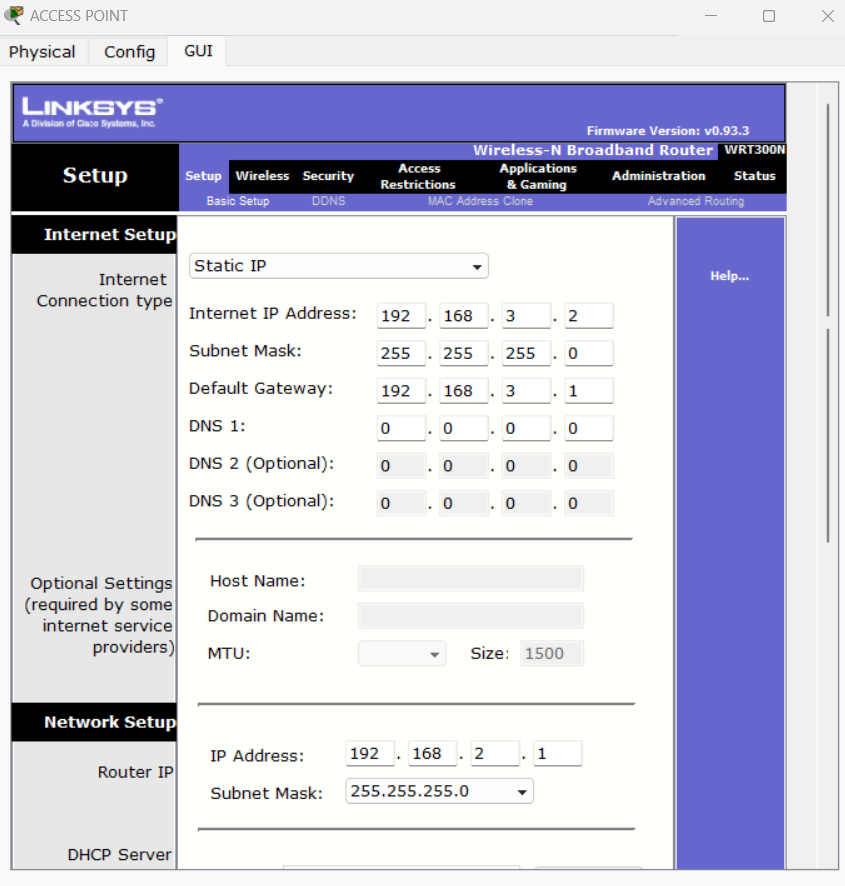 ACCESS POINT
Physical Config GUI
LINKSYS®
A Division of Cisco Systems, Inc.
Firmware Version: v0.93.3
Wireless-N Broadband Router WRT300N
Setup
Setup Wireless Security Access Restrictions Applications & Gaming Administration Status
Basic Setup DDNS MAC Address Clone Advanced Routing
Internet Setup
Internet Connection type
Static IP
Help...
Internet IP Address: 192 . 168 . 3 . 2
Subnet Mask: 255 . 255 . 255 . 0
Default Gateway: 192 . 168 . 3 . 1
DNS 1: 0 . 0 . 0 . 0
DNS 2 (Optional): 0 . 0 . 0 . 0
DNS 3 (Optional): 0 . 0 . 0 . 0
Optional Settings
(required by some
internet service
providers)
Host Name:
Domain Name:
MTU: Size: 1500
Network Setup
Router IP
IP Address: 192 . 168 . 2 . 1
Subnet Mask: 255.255.255.0
DHCP Server